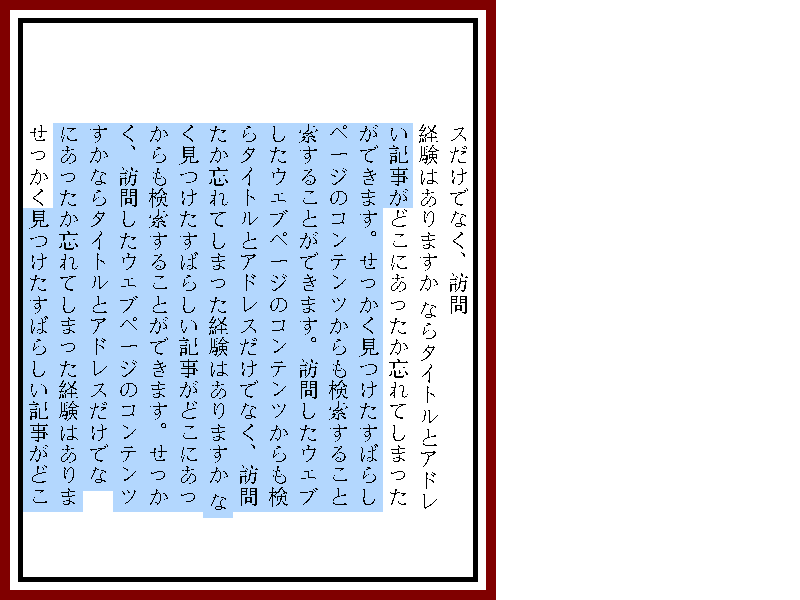 せっかく見つけたすばらしい記事がどこ
にあったか忘れてしまった経験はありま
すかならタイトルとアドレスだけでな
く、訪問したウエブページのコンテンツ
からも検索することができます。せっか
く見つけたすばらしい記事がどこにあっ
たか忘れてしまった経験はありますか な
らタイトルとアドレスだけでなく、訪問
したウエブページのコンテンツからも検
索することができます。訪問したウエブ
ページのコンテンツからも検索すること
ができます。せっかく見つけたすばらし
い記事がどこにあったか忘れてしまった
経験はありますか ならタイトルとアドレ
スだけでなく、訪問